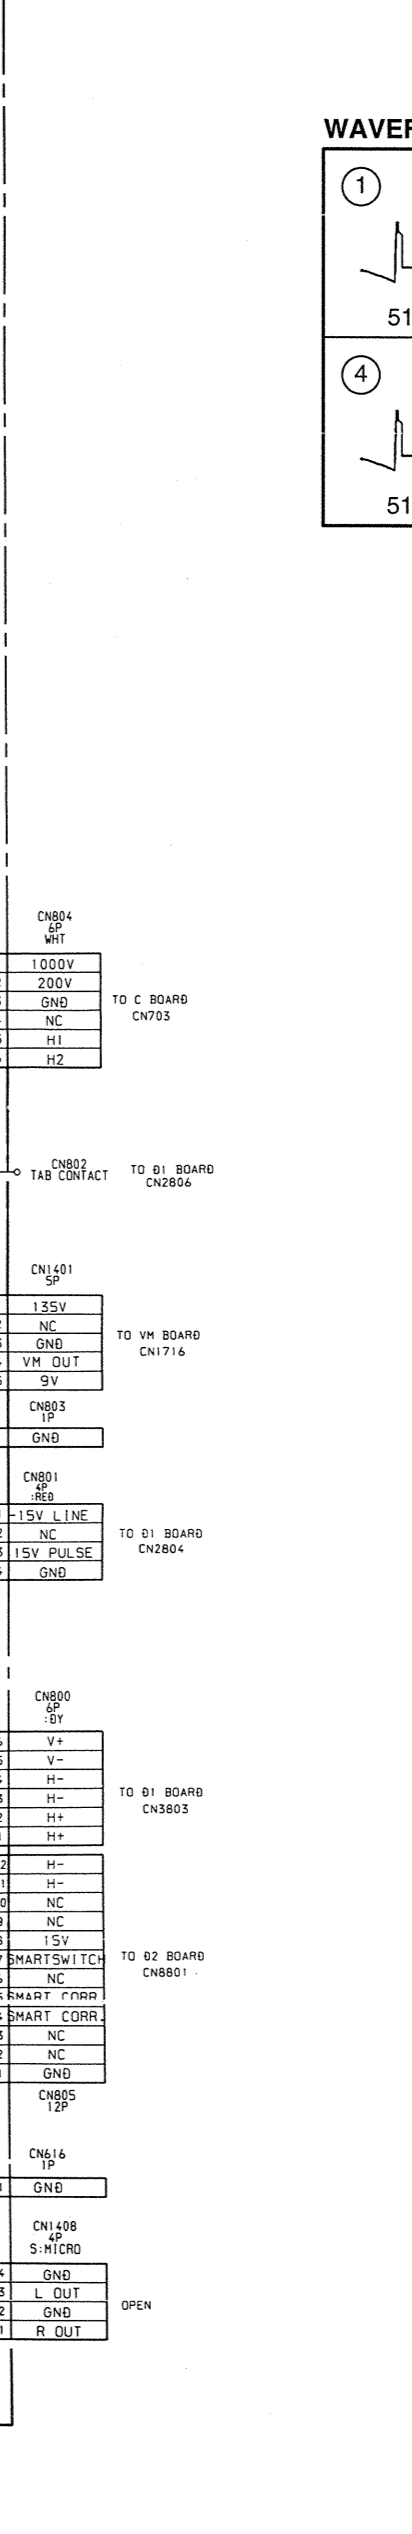 WAVEF
1
51
4
51
CN804
6P
WHT
1000V
200V
GND
NC
H1
H2
TO C BOARD
CN703
CN802
TAB CONTACT
TO D1 BOARD
CN2806
CN1401
5P
135V
NC
GND
VM OUT
9V
TO VM BOARD
CN1716
CN803
1P
GND
CN801
4P
:RED
-15V LINE
NC
15V PULSE
GND
TO D1 BOARD
CN2804
CN800
6P
:DY
V+
V-
H-
H-
H+
H+
TO D1 BOARD
CN3803
H-
H-
NC
NC
15V
SMARTSWITCH
NC
SMART CORR.
SMART CORR.
NC
NC
GND
TO D2 BOARD
CN8801
CN805
12P
CN616
1P
GND
CN1408
4P
S:MICRO
4 GND
3 L OUT
2 GND
1 R OUT
OPEN